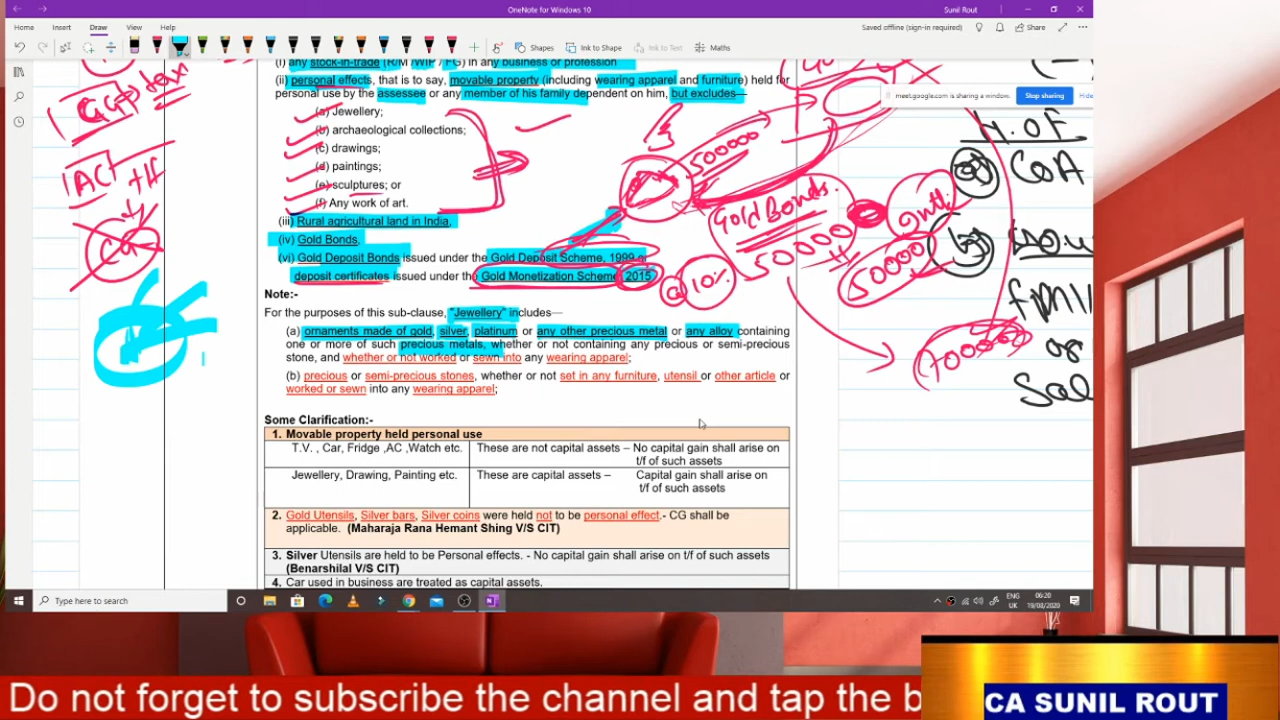 OneNote for Windows 10
Sunil Rout
Home Insert Draw View Help
Saved offline (sign-in required)
Share
Shapes
Ink to Shape
Ink to Text
Maths
(i) any stock-in-trade (R/M /WIP / FG) in any business or profession
(ii) personal effects, that is to say, movable property (including wearing apparel and furniture) held for
personal use by the assessee or any member of his family dependent on him, but excludes—
(a) Jewellery;
(b) archaeological collections;
(c) drawings;
(d) paintings;
(e) sculptures; or
(f) Any work of art.
(iii) Rural agricultural land in India,
(iv) Gold Bonds,
(vi) Gold Deposit Bonds issued under the Gold Deposit Scheme, 1999 or
deposit certificates issued under the Gold Monetization Scheme 2015
Note:-
For the purposes of this sub-clause, "Jewellery" includes—
(a) ornaments made of gold, silver, platinum or any other precious metal or any alloy containing
one or more of such precious metals, whether or not containing any precious or semi-precious
stone, and whether or not worked or sewn into any wearing apparel;
(b) precious or semi-precious stones, whether or not set in any furniture, utensil or other article or
worked or sewn into any wearing apparel;
Some Clarification:-
1. Movable property held personal use
T.V. , Car, Fridge ,AC ,Watch etc. These are not capital assets – No capital gain shall arise on
t/f of such assets
Jewellery, Drawing, Painting etc. These are capital assets – Capital gain shall arise on
t/f of such assets
2. Gold Utensils, Silver bars, Silver coins were held not to be personal effect.- CG shall be
applicable. (Maharaja Rana Hemant Shing V/S CIT)
3. Silver Utensils are held to be Personal effects. - No capital gain shall arise on t/f of such assets
(Benarshilal V/S CIT)
4. Car used in business are treated as capital assets.
500000
Gold Bonds.
50000
50000
@ 10%
meet.google.com is sharing a window.
Stop sharing
Hide
N.OF
COA
FMV
or
Sal
Type here to search
ENG
UK
06:20
19/08/2020
Do not forget to subscribe the channel and tap the b
CA SUNIL ROUT